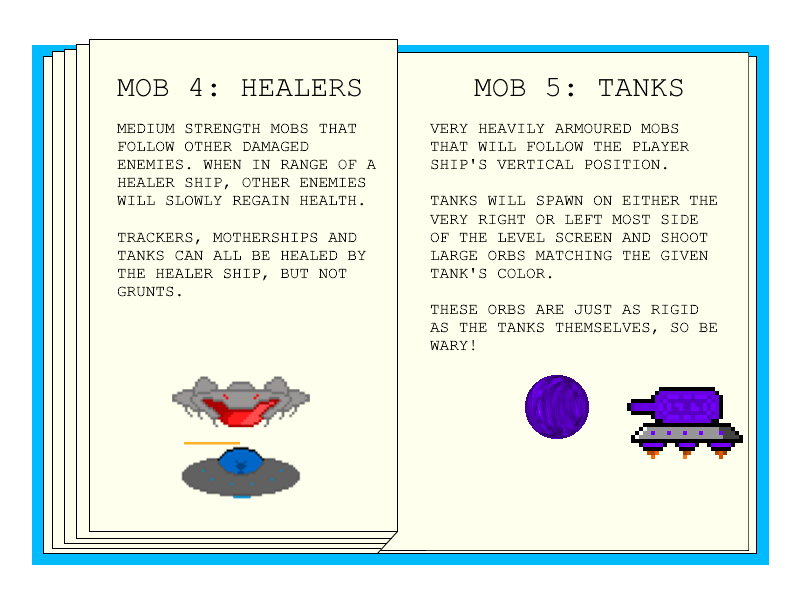 MOB 4: HEALERS
MEDIUM STRENGTH MOBS THAT
FOLLOW OTHER DAMAGED
ENEMIES. WHEN IN RANGE OF A
HEALER SHIP, OTHER ENEMIES
WILL SLOWLY REGAIN HEALTH.
TRACKERS, MOTHERSHIPS AND
TANKS CAN ALL BE HEALED BY
THE HEALER SHIP, BUT NOT
GRUNTS.
MOB 5: TANKS
VERY HEAVILY ARMOURED MOBS
THAT WILL FOLLOW THE PLAYER
SHIP'S VERTICAL POSITION.
TANKS WILL SPAWN ON EITHER THE
VERY RIGHT OR LEFT MOST SIDE
OF THE LEVEL SCREEN AND SHOOT
LARGE ORBS MATCHING THE GIVEN
TANK'S COLOR.
THESE ORBS ARE JUST AS RIGID
AS THE TANKS THEMSELVES, SO BE
WARY!